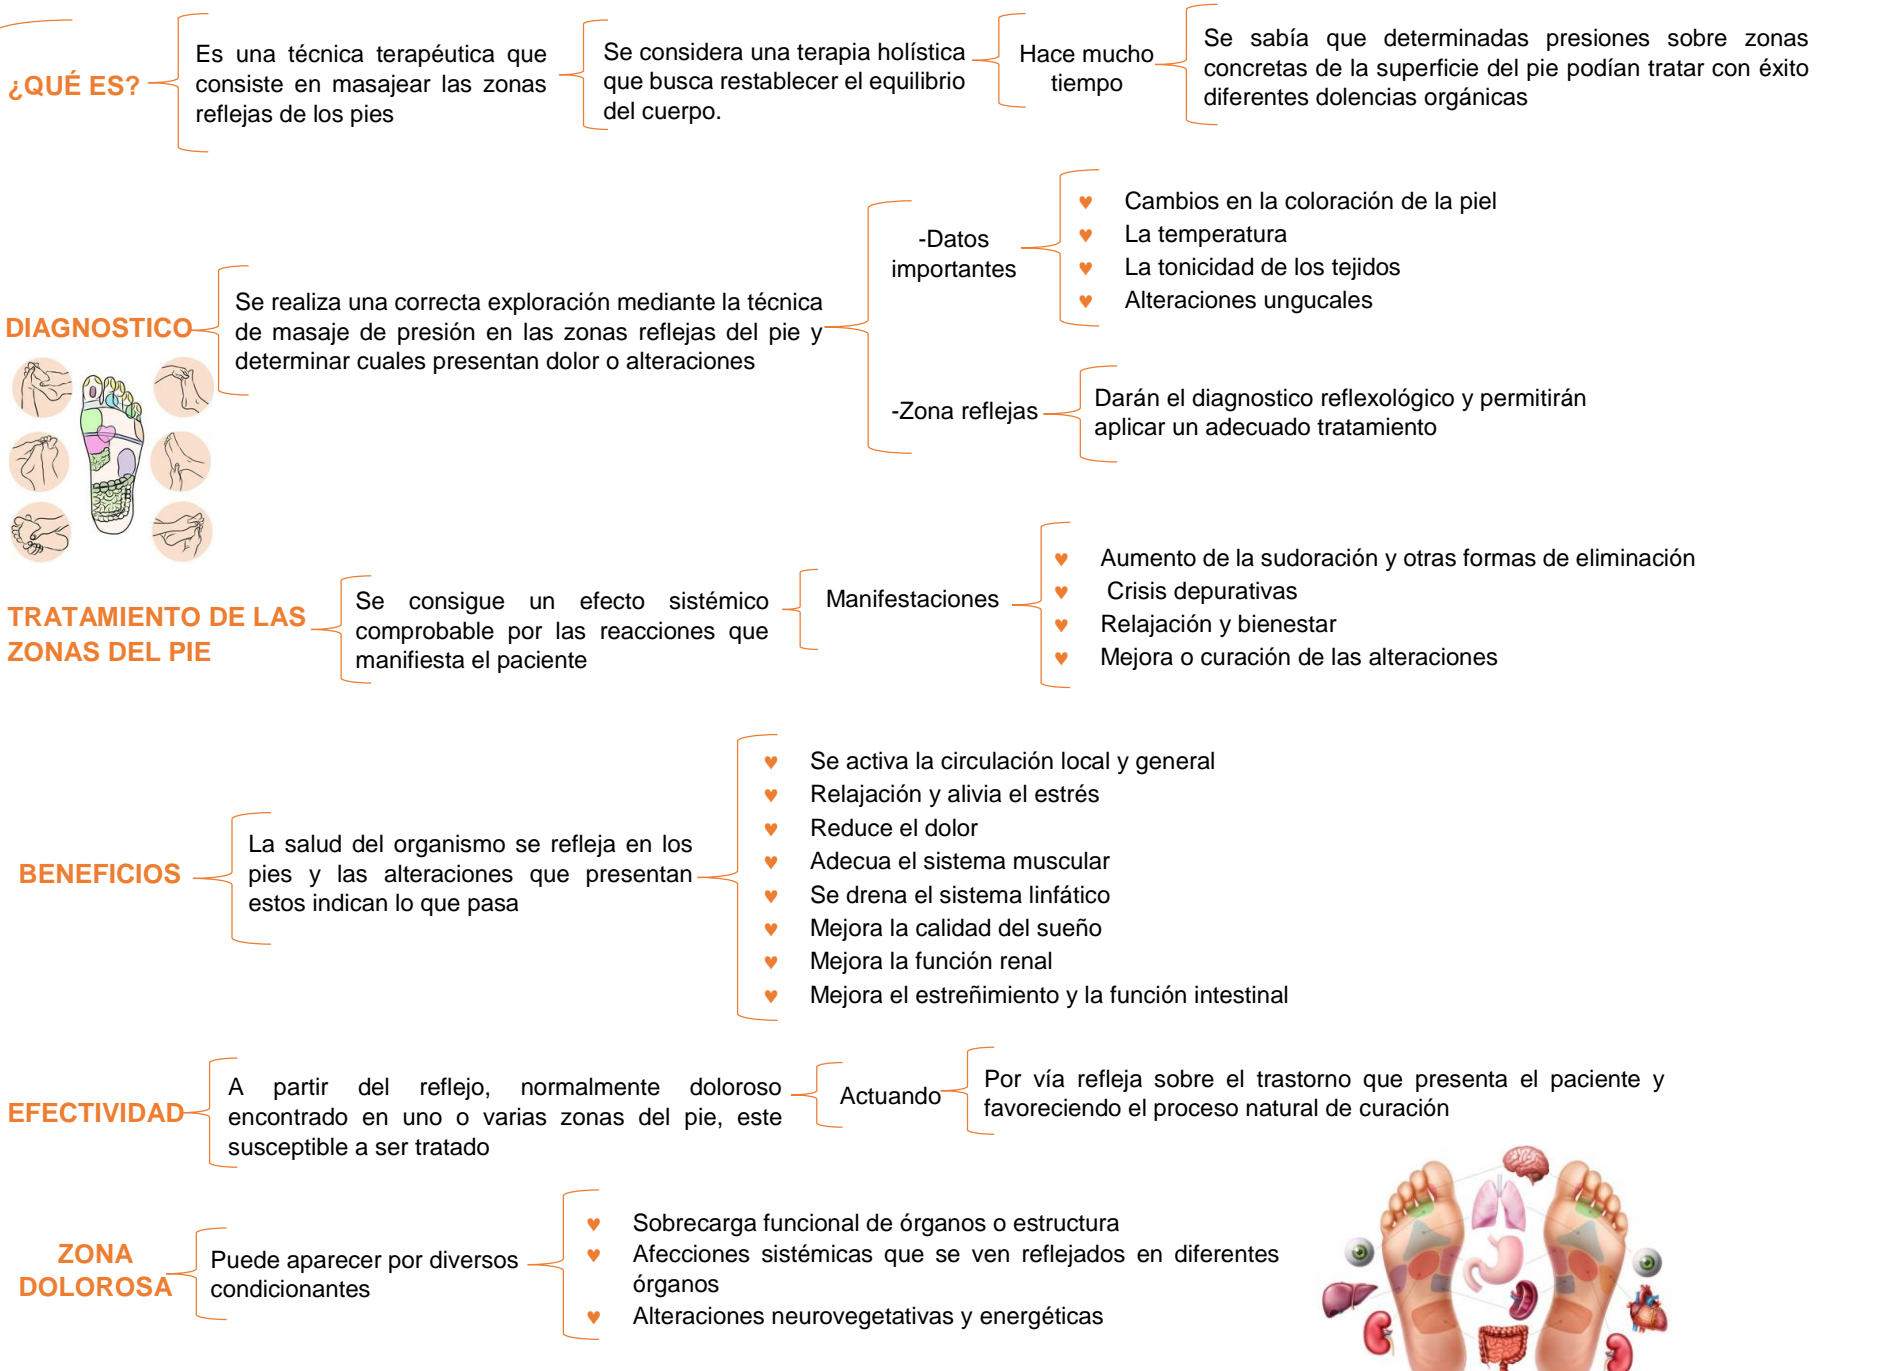 ¿QUÉ ES?
Es una técnica terapéutica que
consiste en masajear las zonas
reflejas de los pies
Se considera una terapia holística
que busca restablecer el equilibrio
del cuerpo.
Hace mucho
tiempo
Se sabía que determinadas presiones sobre zonas
concretas de la superficie del pie podían tratar con éxito
diferentes dolencias orgánicas
DIAGNOSTICO
Se realiza una correcta exploración mediante la técnica
de masaje de presión en las zonas reflejas del pie y
determinar cuales presentan dolor o alteraciones
-Datos
importantes
♥ Cambios en la coloración de la piel
♥ La temperatura
♥ La tonicidad de los tejidos
♥ Alteraciones ungucales
-Zona reflejas
Darán el diagnostico reflexológico y permitirán
aplicar un adecuado tratamiento
TRATAMIENTO DE LAS
ZONAS DEL PIE
Se consigue un efecto sistémico
comprobable por las reacciones que
manifiesta el paciente
Manifestaciones
♥ Aumento de la sudoración y otras formas de eliminación
♥ Crisis depurativas
♥ Relajación y bienestar
♥ Mejora o curación de las alteraciones
BENEFICIOS
La salud del organismo se refleja en los
pies y las alteraciones que presentan
estos indican lo que pasa
♥ Se activa la circulación local y general
♥ Relajación y alivia el estrés
♥ Reduce el dolor
♥ Adecua el sistema muscular
♥ Se drena el sistema linfático
♥ Mejora la calidad del sueño
♥ Mejora la función renal
♥ Mejora el estreñimiento y la función intestinal
EFECTIVIDAD
A partir del reflejo, normalmente doloroso
encontrado en uno o varias zonas del pie, este
susceptible a ser tratado
Actuando
Por vía refleja sobre el trastorno que presenta el paciente y
favoreciendo el proceso natural de curación
ZONA
DOLOROSA
Puede aparecer por diversos
condicionantes
♥ Sobrecarga funcional de órganos o estructura
♥ Afecciones sistémicas que se ven reflejados en diferentes
órganos
♥ Alteraciones neurovegetativas y energéticas